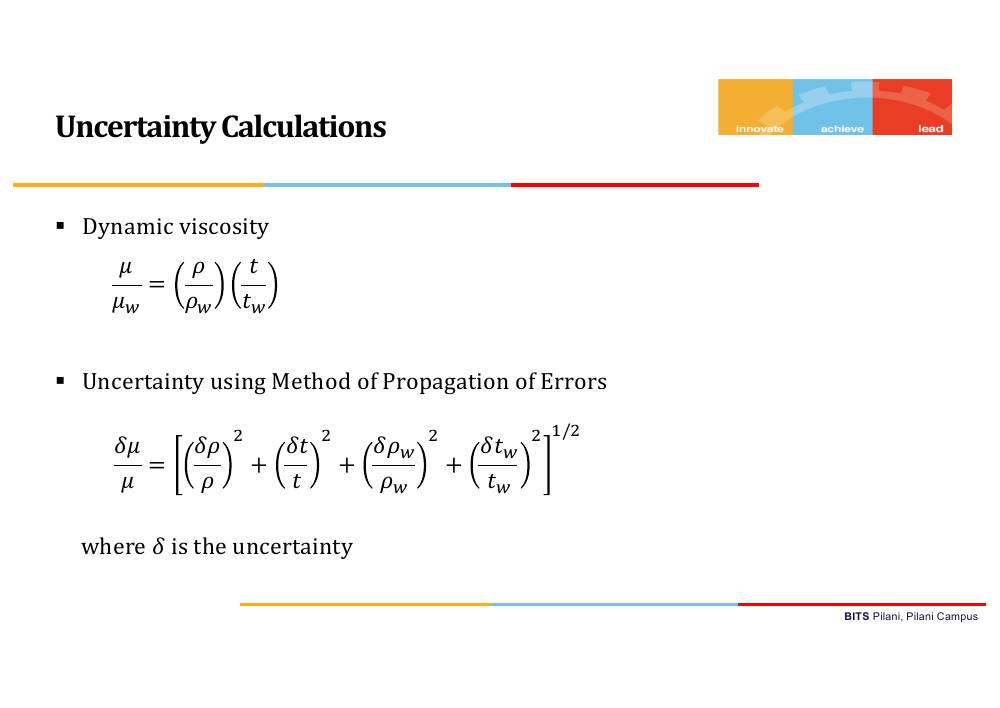 Uncertainty Calculations
innovate achieve lead
▪ Dynamic viscosity
μ/μ_w = (ρ/ρ_w)(t/t_w)
▪ Uncertainty using Method of Propagation of Errors
δμ/μ = [(δρ/ρ)^2 + (δt/t)^2 + (δρ_w/ρ_w)^2 + (δt_w/t_w)^2]^1/2
where δ is the uncertainty
BITS Pilani, Pilani Campus